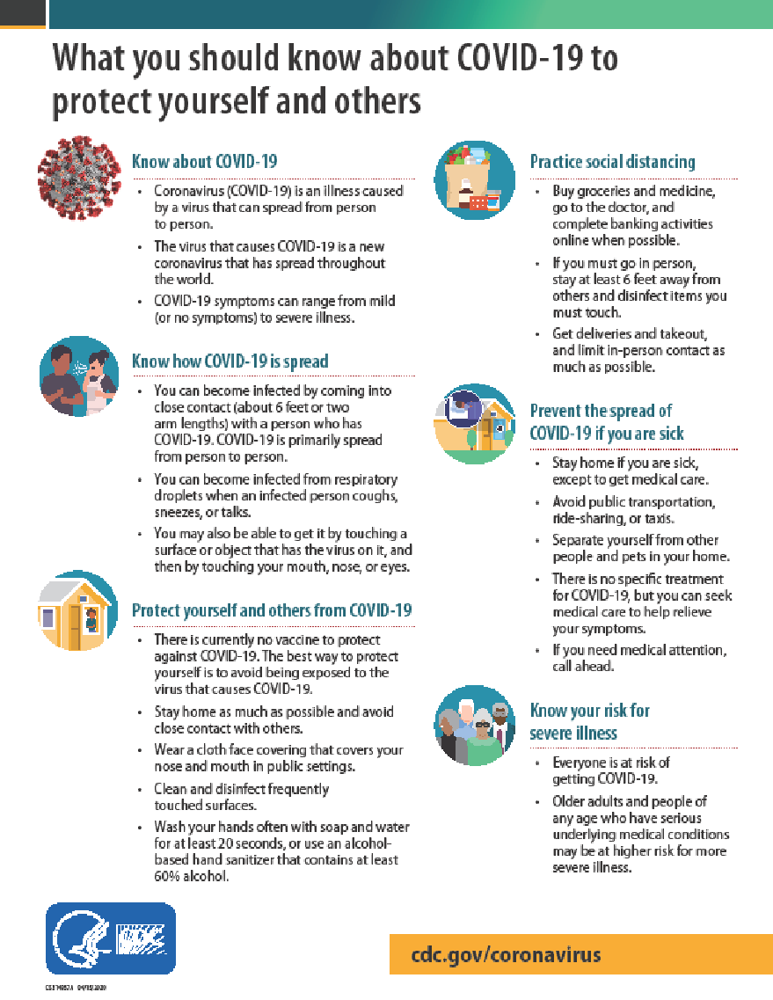 What you should know about COVID-19 to
protect yourself and others
Know about COVID-19
• Coronavirus (COVID-19) is an illness caused
by a virus that can spread from person
to person.
• The virus that causes COVID-19 is a new
coronavirus that has spread throughout
the world.
• COVID-19 symptoms can range from mild
(or no symptoms) to severe illness.
Know how COVID-19 is spread
• You can become infected by coming into
close contact (about 6 feet or two
arm lengths) with a person who has
COVID-19. COVID-19 is primarily spread
from person to person.
• You can become infected from respiratory
droplets when an infected person coughs,
sneezes, or talks.
• You may also be able to get it by touching a
surface or object that has the virus on it, and
then by touching your mouth, nose, or eyes.
Protect yourself and others from COVID-19
• There is currently no vaccine to protect
against COVID-19. The best way to protect
yourself is to avoid being exposed to the
virus that causes COVID-19.
• Stay home as much as possible and avoid
close contact with others.
• Wear a cloth face covering that covers your
nose and mouth in public settings.
• Clean and disinfect frequently
touched surfaces.
• Wash your hands often with soap and water
for at least 20 seconds, or use an alcohol-
based hand sanitizer that contains at least
60% alcohol.
Practice social distancing
• Buy groceries and medicine,
go to the doctor, and
complete banking activities
online when possible.
• If you must go in person,
stay at least 6 feet away from
others and disinfect items you
must touch.
• Get deliveries and takeout,
and limit in-person contact as
much as possible.
Prevent the spread of
COVID-19 if you are sick
• Stay home if you are sick,
except to get medical care.
• Avoid public transportation,
ride-sharing, or taxis.
• Separate yourself from other
people and pets in your home.
• There is no specific treatment
for COVID-19, but you can seek
medical care to help relieve
your symptoms.
• If you need medical attention,
call ahead.
Know your risk for
severe illness
• Everyone is at risk of
getting COVID-19.
• Older adults and people of
any age who have serious
underlying medical conditions
may be at higher risk for more
severe illness.
CDC
cdc.gov/coronavirus
04/15/2020